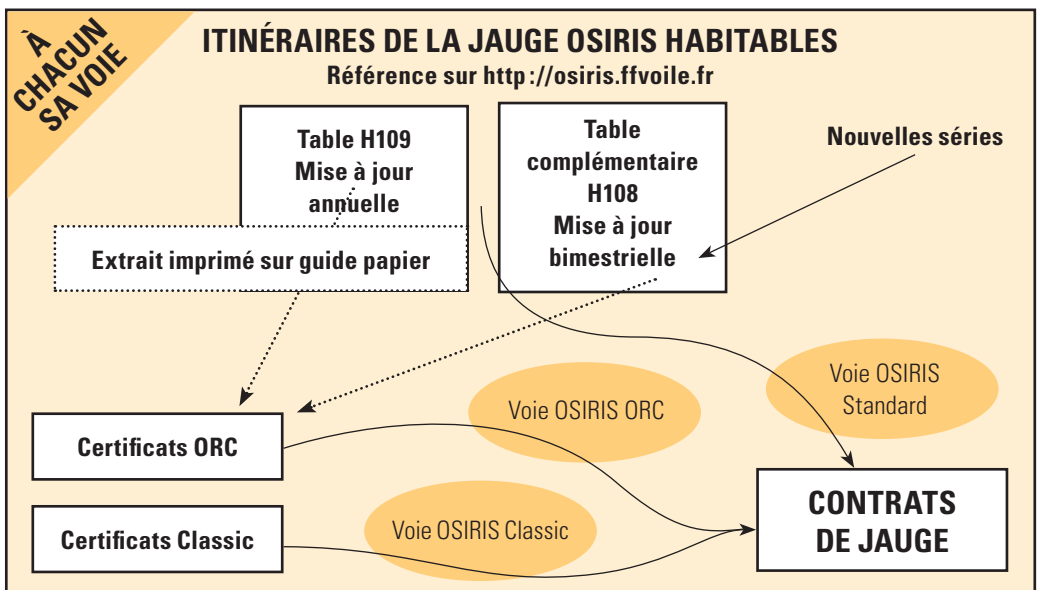 À
CHACUN
SA VOIE
ITINÉRAIRES DE LA JAUGE OSIRIS HABITABLES
Référence sur http://osiris.ffvoile.fr
Table H109
Mise à jour
annuelle
Extrait imprimé sur guide papier
Table
complémentaire
H108
Mise à jour
bimestrielle
Nouvelles séries
Voie OSIRIS
Standard
Voie OSIRIS ORC
Certificats ORC
Voie OSIRIS Classic
Certificats Classic
CONTRATS
DE JAUGE